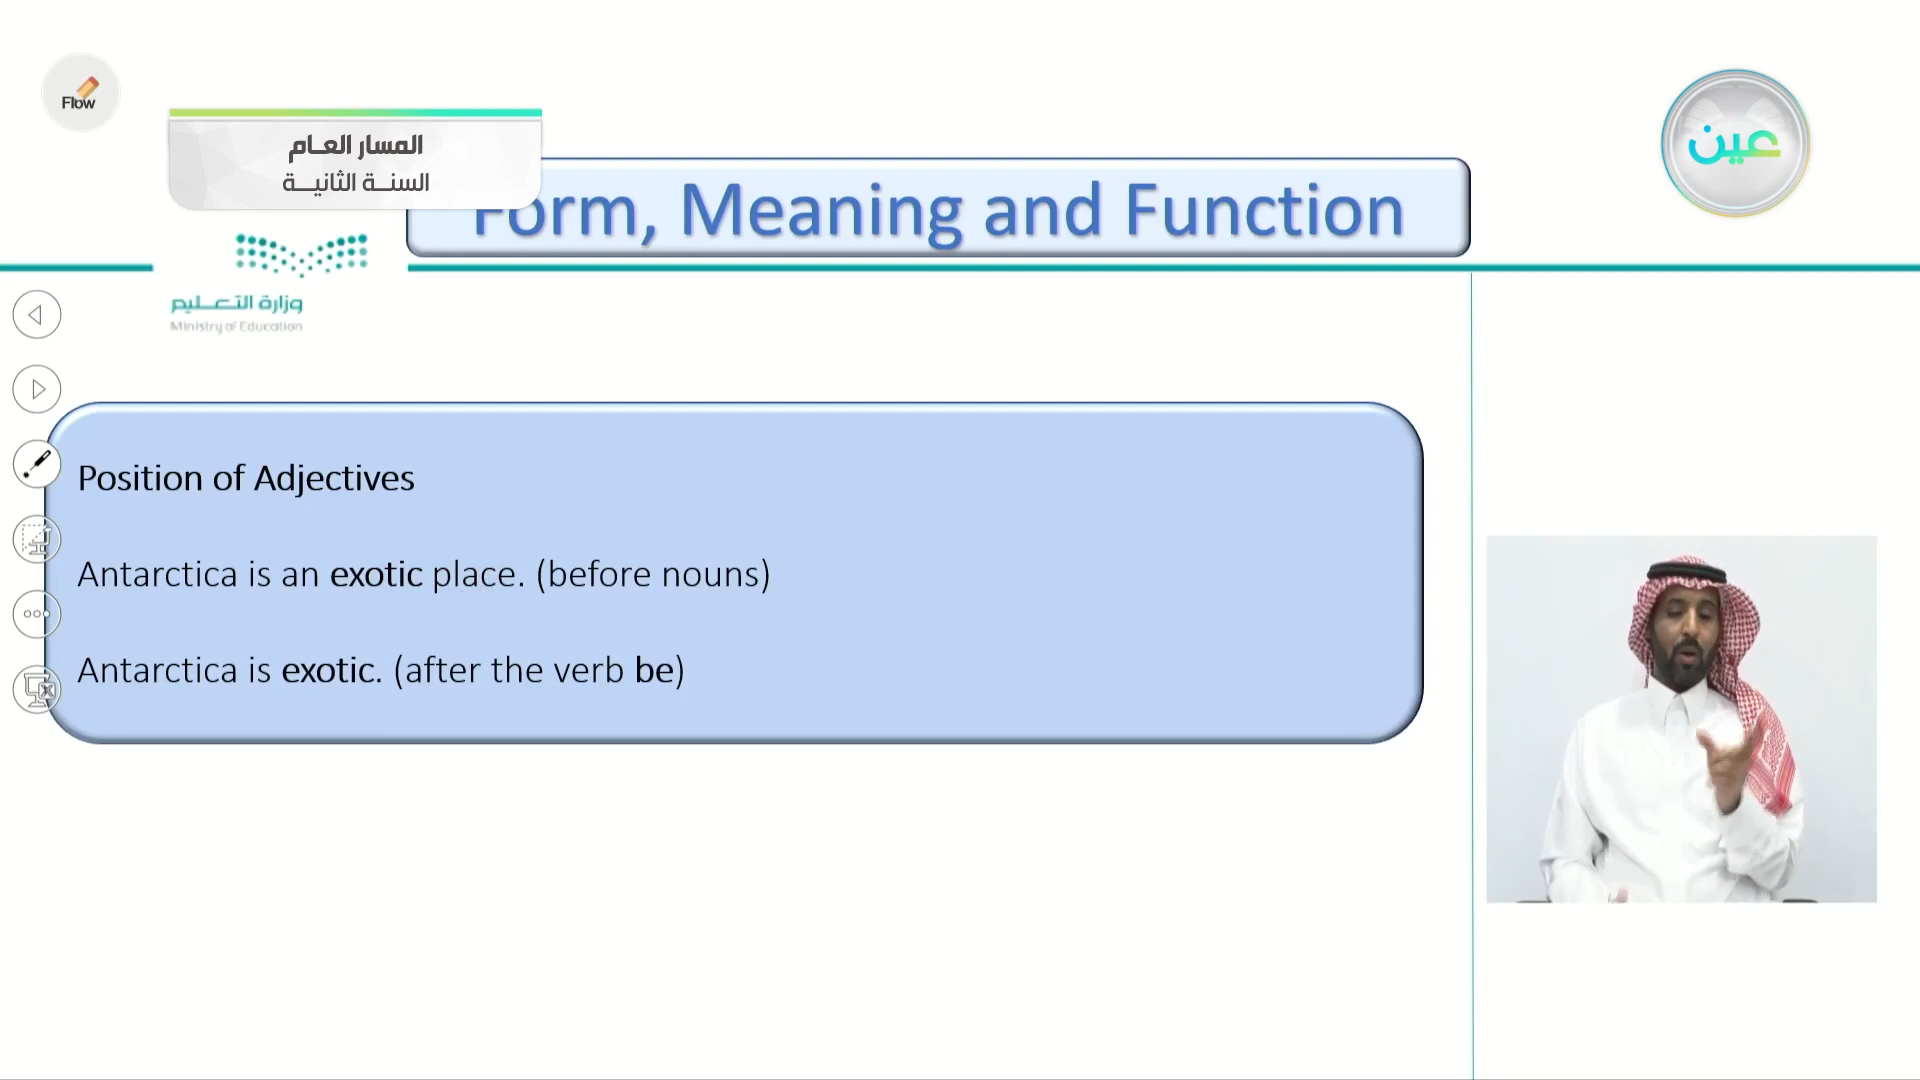 Flow
المسار العام
السنة الثانية
عين
Form, Meaning and Function
وزارة التعليم
Ministry of Education
Position of Adjectives
Antarctica is an exotic place. (before nouns)
Antarctica is exotic. (after the verb be)